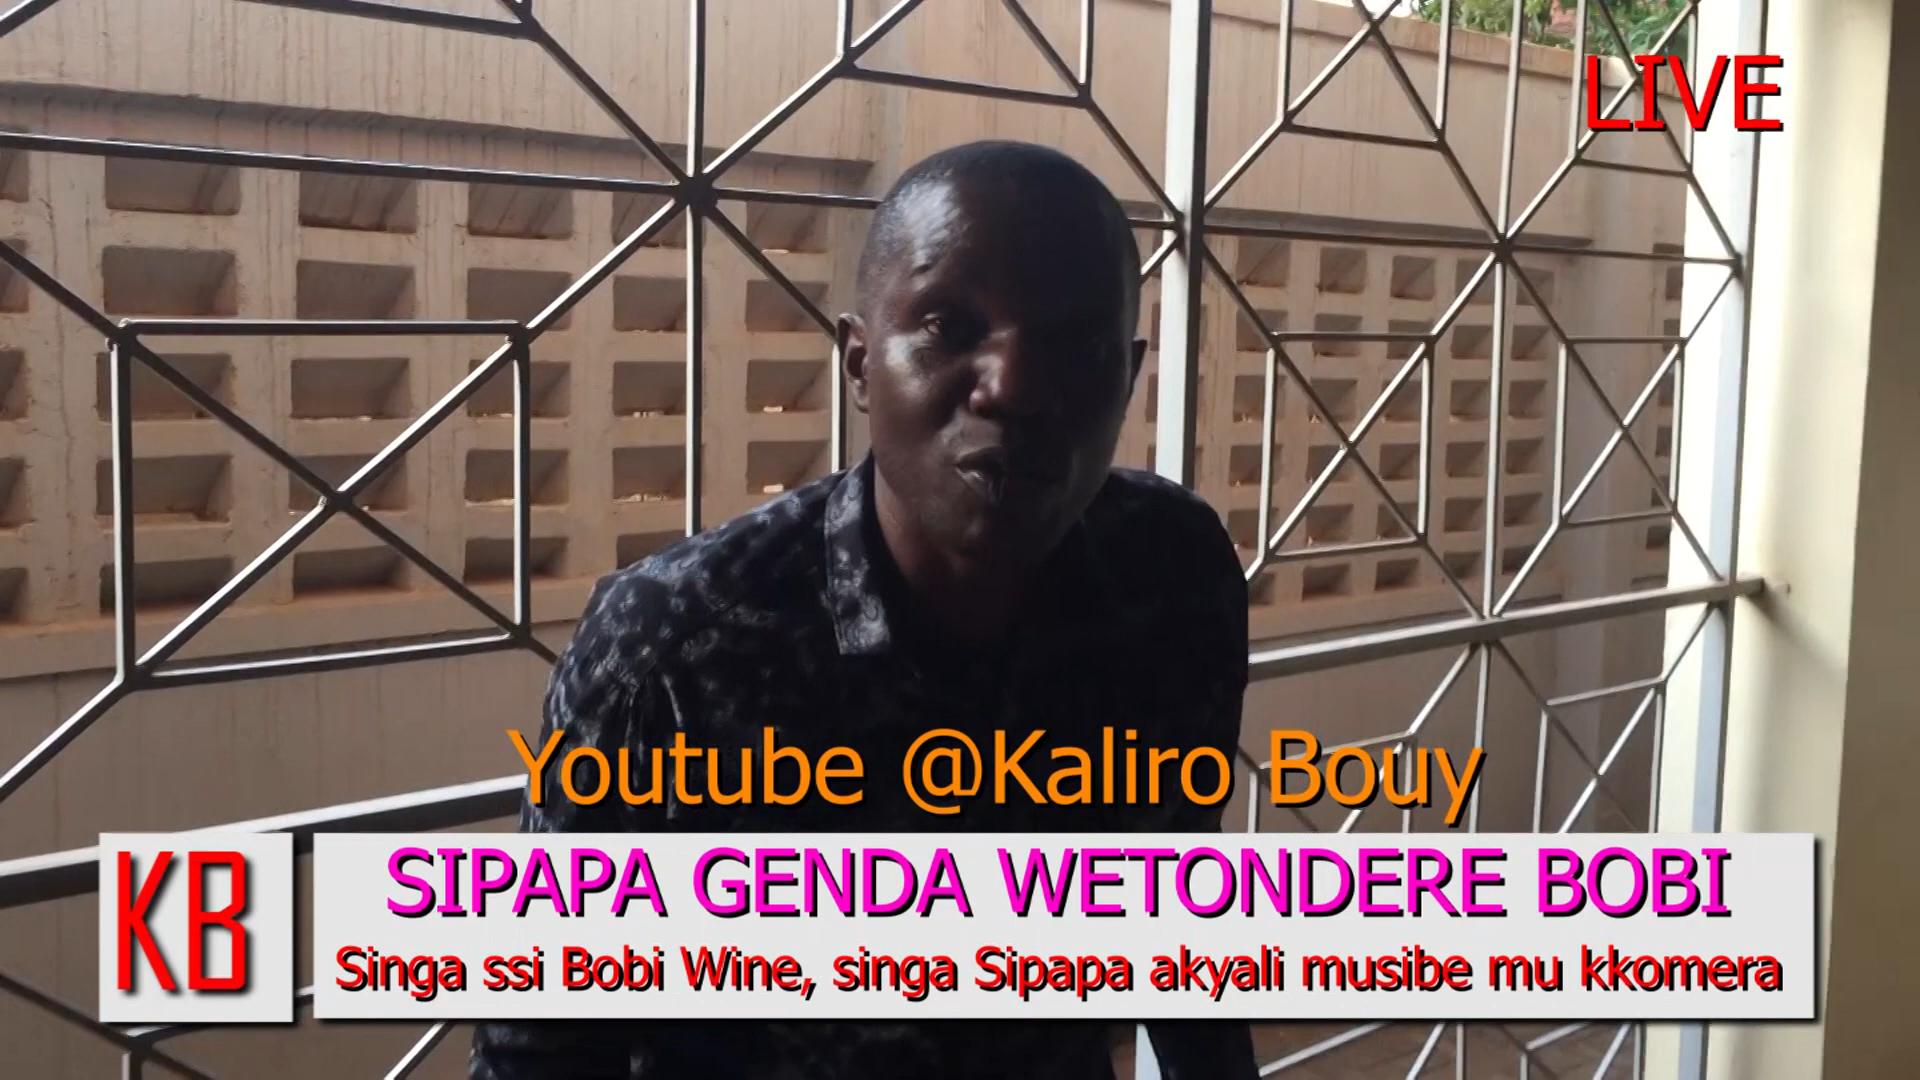 LIVE
Youtube @Kaliro Bouy
KB
SIPAPA GENDA WETONDERE BOBI
Singa ssi Bobi Wine, singa Sipapa akyali musibe mu kkomera